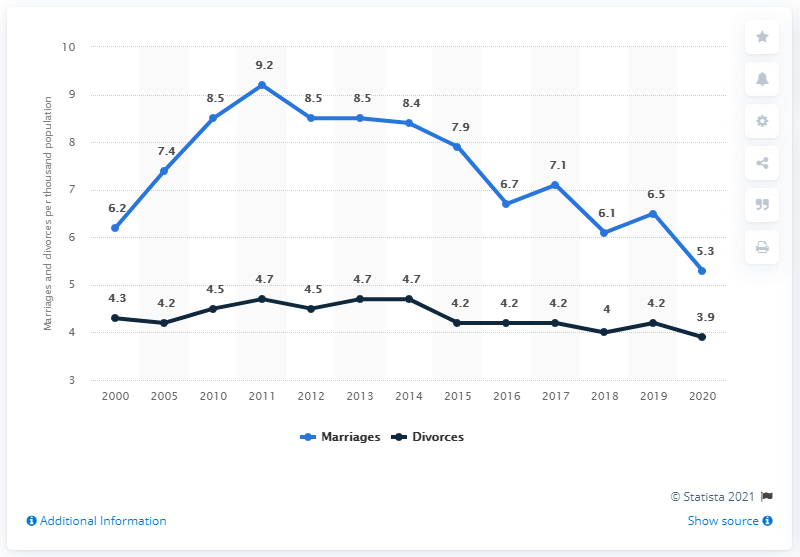 Marriages and divorces per thousand population
10
9
8
7
6
5
4
3
6.2 7.4 8.5 9.2 8.5 8.5 8.4 7.9 6.7 7.1 6.1 6.5 5.3
4.3 4.2 4.5 4.7 4.5 4.7 4.7 4.2 4.2 4.2 4 4.2 3.9
2000 2005 2010 2011 2012 2013 2014 2015 2016 2017 2018 2019 2020
Marriages Divorces
© Statista 2021
Additional Information Show source